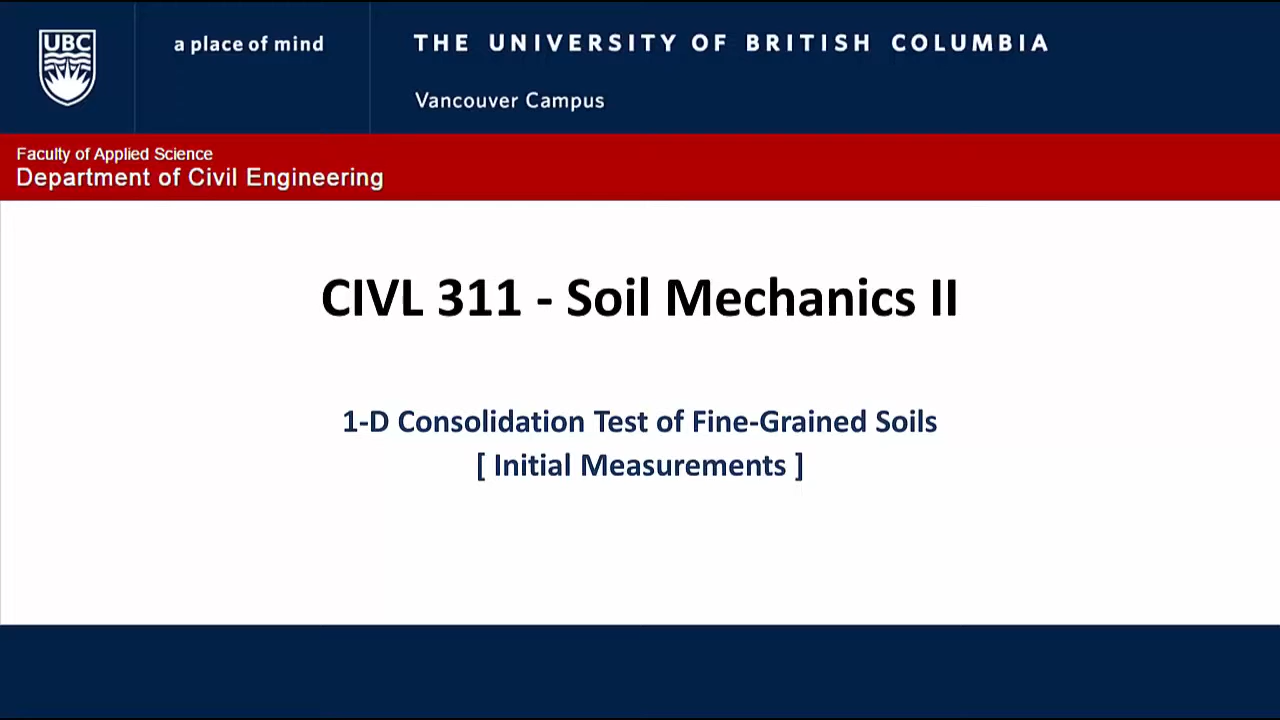 UBC
a place of mind
THE UNIVERSITY OF BRITISH COLUMBIA
Vancouver Campus
Faculty of Applied Science
Department of Civil Engineering
CIVL 311 - Soil Mechanics II
1-D Consolidation Test of Fine-Grained Soils
[ Initial Measurements ]